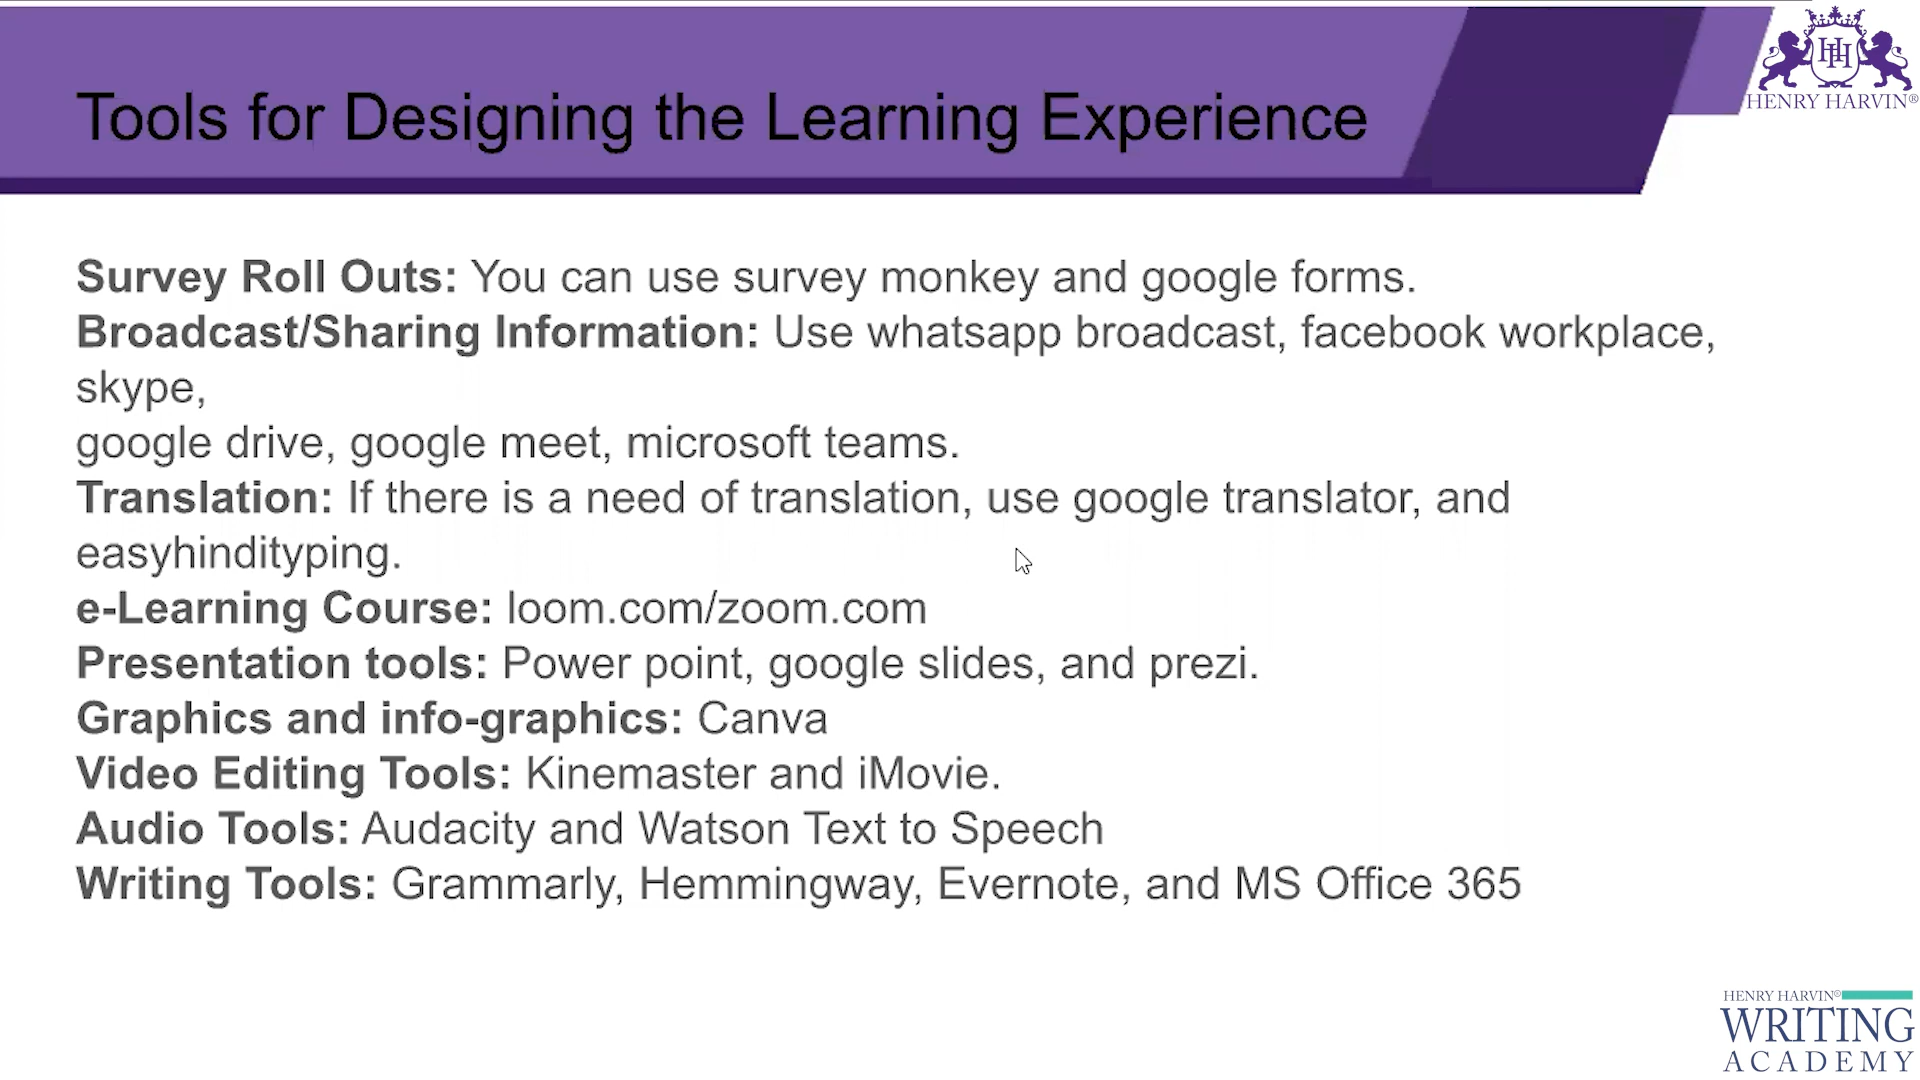 HH
HENRY HARVIN®
Tools for Designing the Learning Experience
Survey Roll Outs: You can use survey monkey and google forms.
Broadcast/Sharing Information: Use whatsapp broadcast, facebook workplace,
skype,
google drive, google meet, microsoft teams.
Translation: If there is a need of translation, use google translator, and
easyhindityping.
e-Learning Course: loom.com/zoom.com
Presentation tools: Power point, google slides, and prezi.
Graphics and info-graphics: Canva
Video Editing Tools: Kinemaster and iMovie.
Audio Tools: Audacity and Watson Text to Speech
Writing Tools: Grammarly, Hemmingway, Evernote, and MS Office 365
HENRY HARVIN®
WRITING
ACADEMY